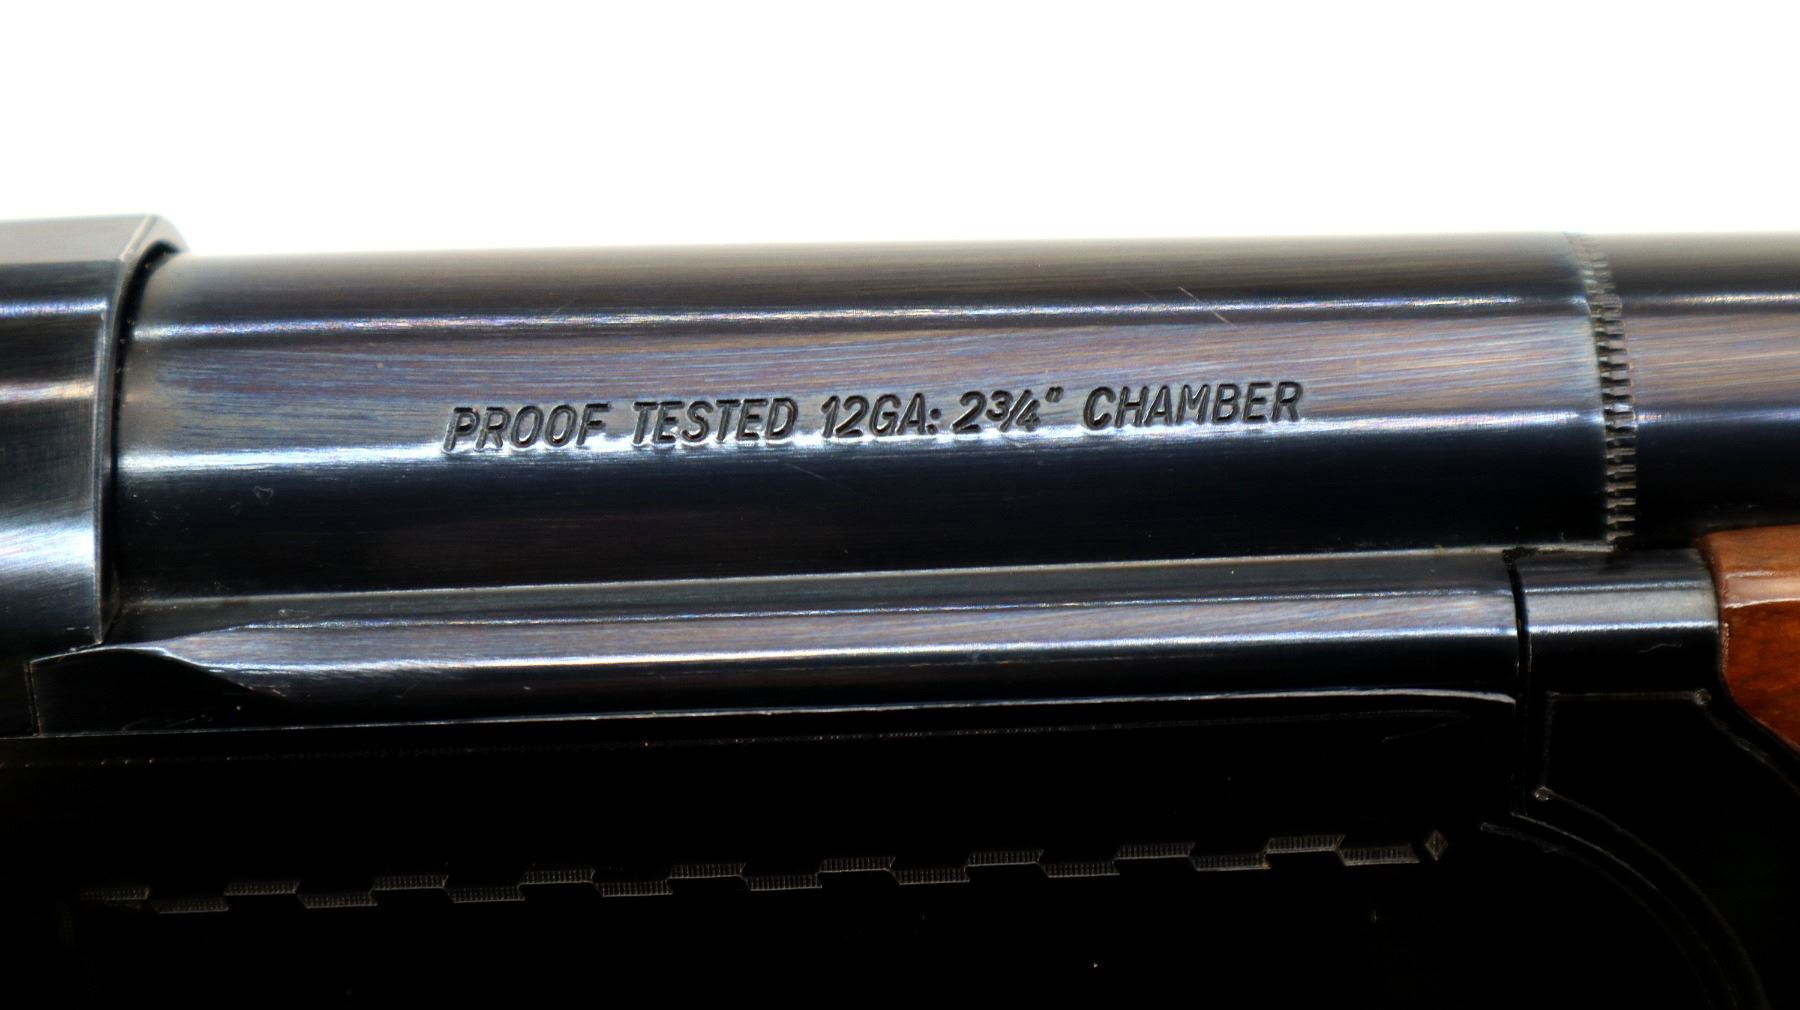 PROOF TESTED 12GA: 2¾" CHAMBER